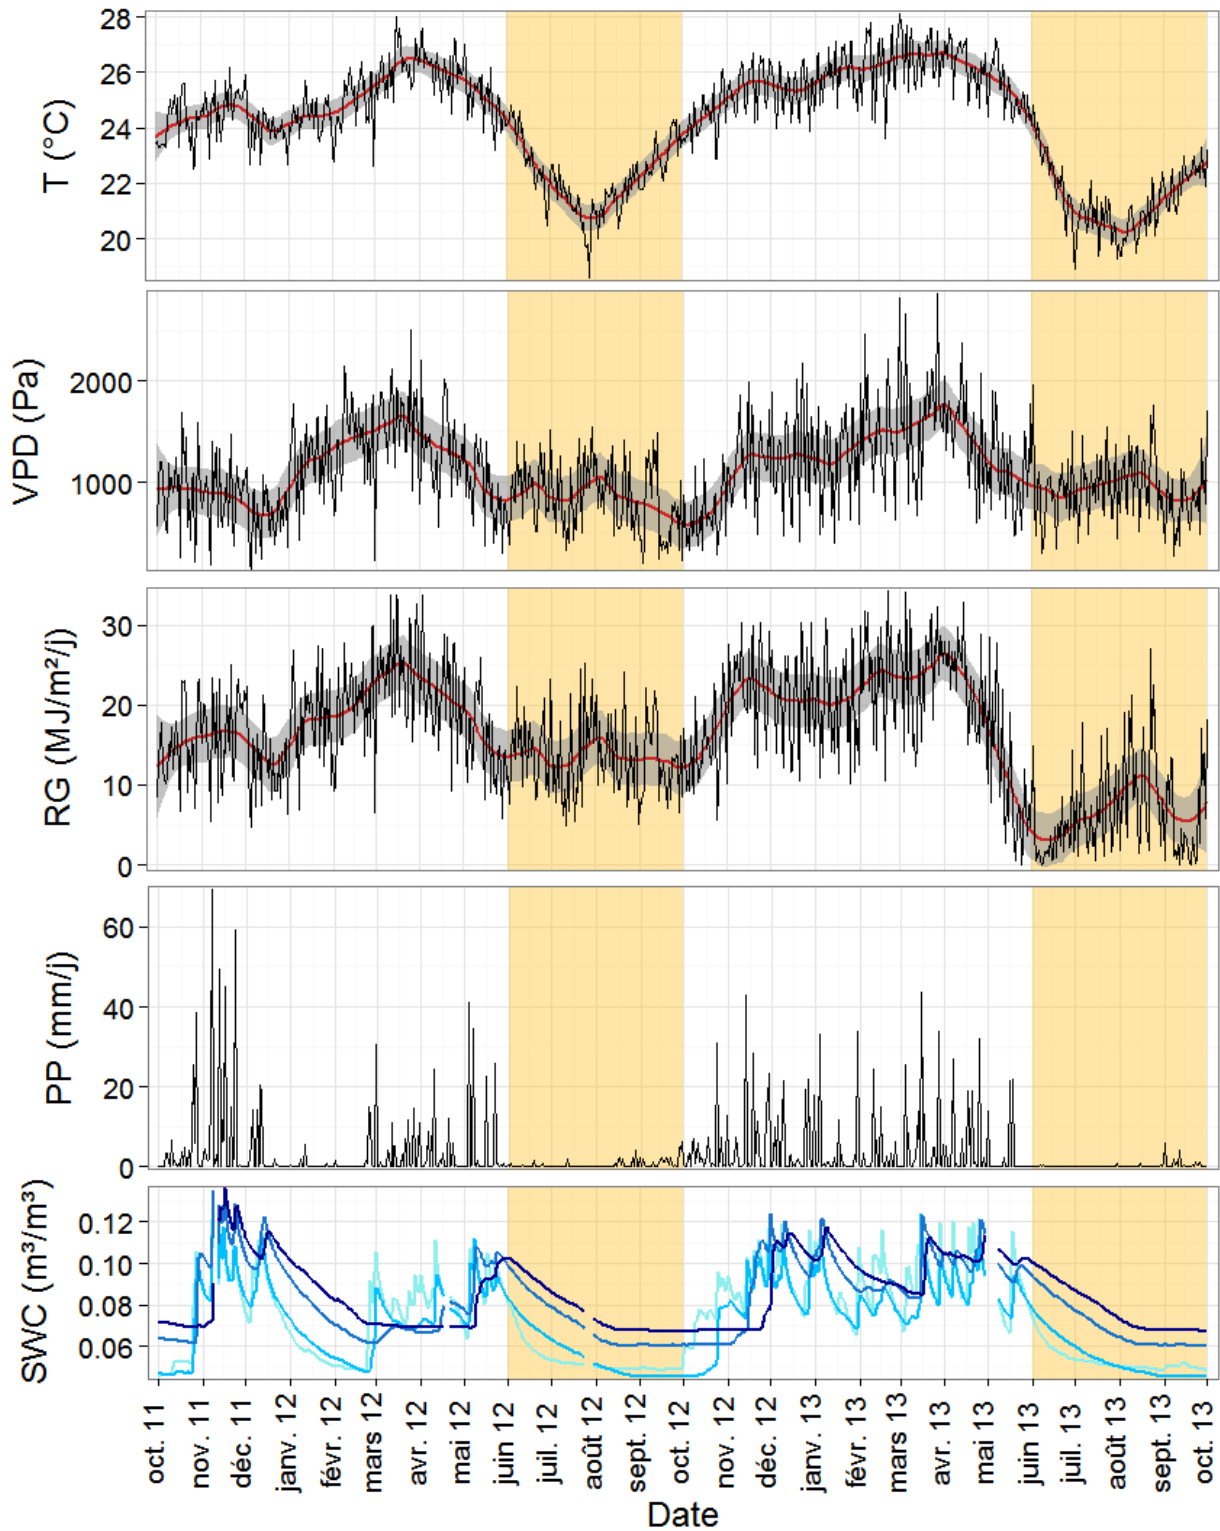 T (°C)
28
26
24
22
20
VPD (Pa)
2000
1000
RG (MJ/m²/j)
30
20
10
0
PP (mm/j)
60
40
20
0
SWC (m³/m³)
0.12
0.10
0.08
0.06
oct. 11
nov. 11
déc. 11
janv. 12
févr. 12
mars 12
avr. 12
mai 12
juin 12
juil. 12
août 12
sept. 12
oct. 12
nov. 12
déc. 12
janv. 13
févr. 13
mars 13
avr. 13
mai 13
juin 13
juil. 13
août 13
sept. 13
oct. 13
Date